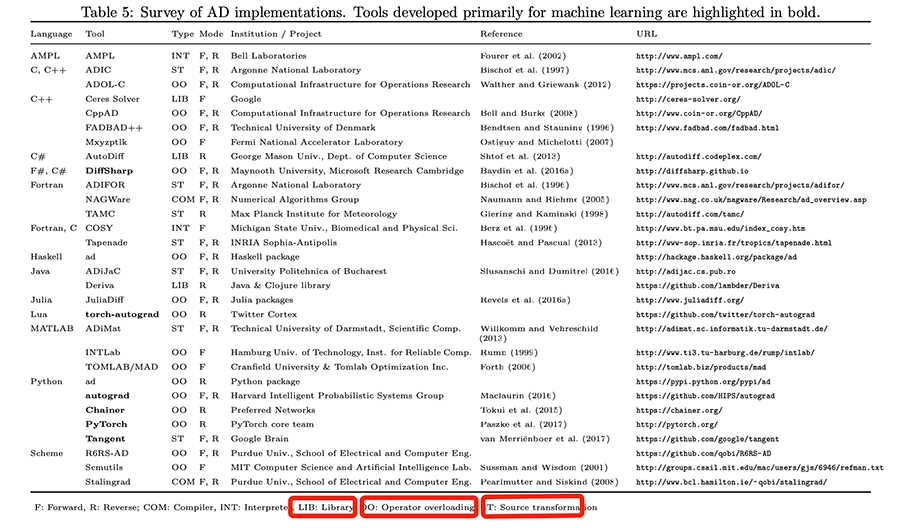 Table 5: Survey of AD implementations. Tools developed primarily for machine learning are highlighted in bold.
Language Tool Type Mode Institution / Project Reference URL
AMPL AMPL INT F, R Bell Laboratories Fourer et al. (2002) http://www.ampl.com/
C, C++ ADIC ST F, R Argonne National Laboratory Bischof et al. (1997) http://www.mcs.anl.gov/research/projects/adic/
ADOL-C OO F, R Computational Infrastructure for Operations Research Walther and Griewank (2012) https://projects.coin-or.org/ADOL-C
C++ Ceres Solver LIB F Google http://ceres-solver.org/
CppAD OO F, R Computational Infrastructure for Operations Research Bell and Burke (2008) http://www.coin-or.org/CppAD/
FADBAD++ OO F, R Technical University of Denmark Bendtsen and Stauning (1996) http://www.fadbad.com/fadbad.html
Mxyzptlk OO F Fermi National Accelerator Laboratory Ostiguy and Michelotti (2007)
C# AutoDiff LIB R George Mason Univ., Dept. of Computer Science Shtof et al. (2013) http://autodiff.codeplex.com/
F#, C# DiffSharp OO F, R Maynooth University, Microsoft Research Cambridge Baydin et al. (2016a) http://diffsharp.github.io
Fortran ADIFOR ST F, R Argonne National Laboratory Bischof et al. (1996) http://www.mcs.anl.gov/research/projects/adifor/
NAGWare COM F, R Numerical Algorithms Group Naumann and Riehme (2005) http://www.nag.co.uk/nagware/Research/ad_overview.asp
TAMC ST R Max Planck Institute for Meteorology Giering and Kaminski (1998) http://autodiff.com/tamc/
Fortran, C COSY INT F Michigan State Univ., Biomedical and Physical Sci. Berz et al. (1996) http://www.bt.pa.msu.edu/index_cosy.htm
Tapenade ST F, R INRIA Sophia-Antipolis Hascoët and Pascual (2013) http://www-sop.inria.fr/tropics/tapenade.html
Haskell ad OO F, R Haskell package http://hackage.haskell.org/package/ad
Java ADiJaC ST F, R University Politehnica of Bucharest Slusanschi and Dumitrel (2016) http://adijac.cs.pub.ro
Deriva LIB R Java & Clojure library https://github.com/lambder/Deriva
Julia JuliaDiff OO F, R Julia packages Revels et al. (2016a) http://www.juliadiff.org/
Lua torch-autograd OO R Twitter Cortex https://github.com/twitter/torch-autograd
MATLAB ADiMat ST F, R Technical University of Darmstadt, Scientific Comp. Willkomm and Vehreschild http://adimat.sc.informatik.tu-darmstadt.de/
(2013)
INTLab OO F Hamburg Univ. of Technology, Inst. for Reliable Comp. Rump (1999) http://www.ti3.tu-harburg.de/rump/intlab/
TOMLAB/MAD OO F Cranfield University & Tomlab Optimization Inc. Forth (2006) http://tomlab.biz/products/mad
Python ad OO R Python package https://pypi.python.org/pypi/ad
autograd OO F, R Harvard Intelligent Probabilistic Systems Group Maclaurin (2016) https://github.com/HIPS/autograd
Chainer OO R Preferred Networks Tokui et al. (2015) https://chainer.org/
PyTorch OO R PyTorch core team Paszke et al. (2017) http://pytorch.org/
Tangent ST F, R Google Brain van Merriënboer et al. (2017) https://github.com/google/tangent
Scheme R6RS-AD OO F, R Purdue Univ., School of Electrical and Computer Eng. https://github.com/qobi/R6RS-AD
Scmutils OO F MIT Computer Science and Artificial Intelligence Lab. Sussman and Wisdom (2001) http://groups.csail.mit.edu/mac/users/gjs/6946/refman.txt
Stalingrad COM F, R Purdue Univ., School of Electrical and Computer Eng. Pearlmutter and Siskind (2008) http://www.bcl.hamilton.ie/~qobi/stalingrad/
F: Forward, R: Reverse; COM: Compiler, INT: Interpreter, LIB: Library, OO: Operator overloading, ST: Source transformation